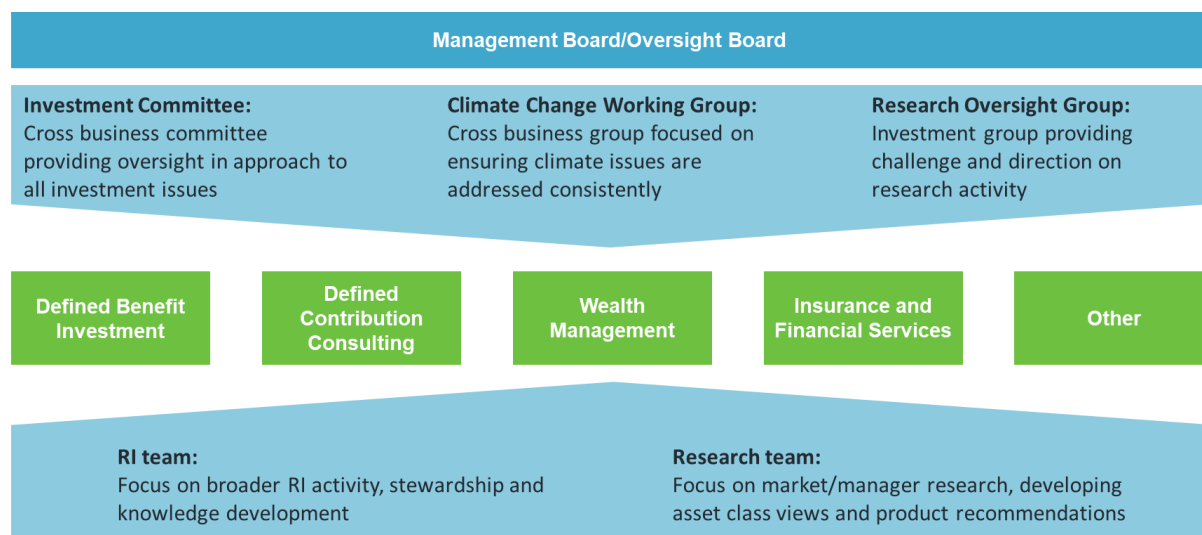 Management Board/Oversight Board
Investment Committee:
Cross business committee
providing oversight in approach to
all investment issues
Climate Change Working Group:
Cross business group focused on
ensuring climate issues are
addressed consistently
Research Oversight Group:
Investment group providing
challenge and direction on
research activity
Defined Benefit
Investment
Defined
Contribution
Consulting
Wealth
Management
Insurance and
Financial Services
Other
RI team:
Focus on broader RI activity, stewardship and
knowledge development
Research team:
Focus on market/manager research, developing
asset class views and product recommendations